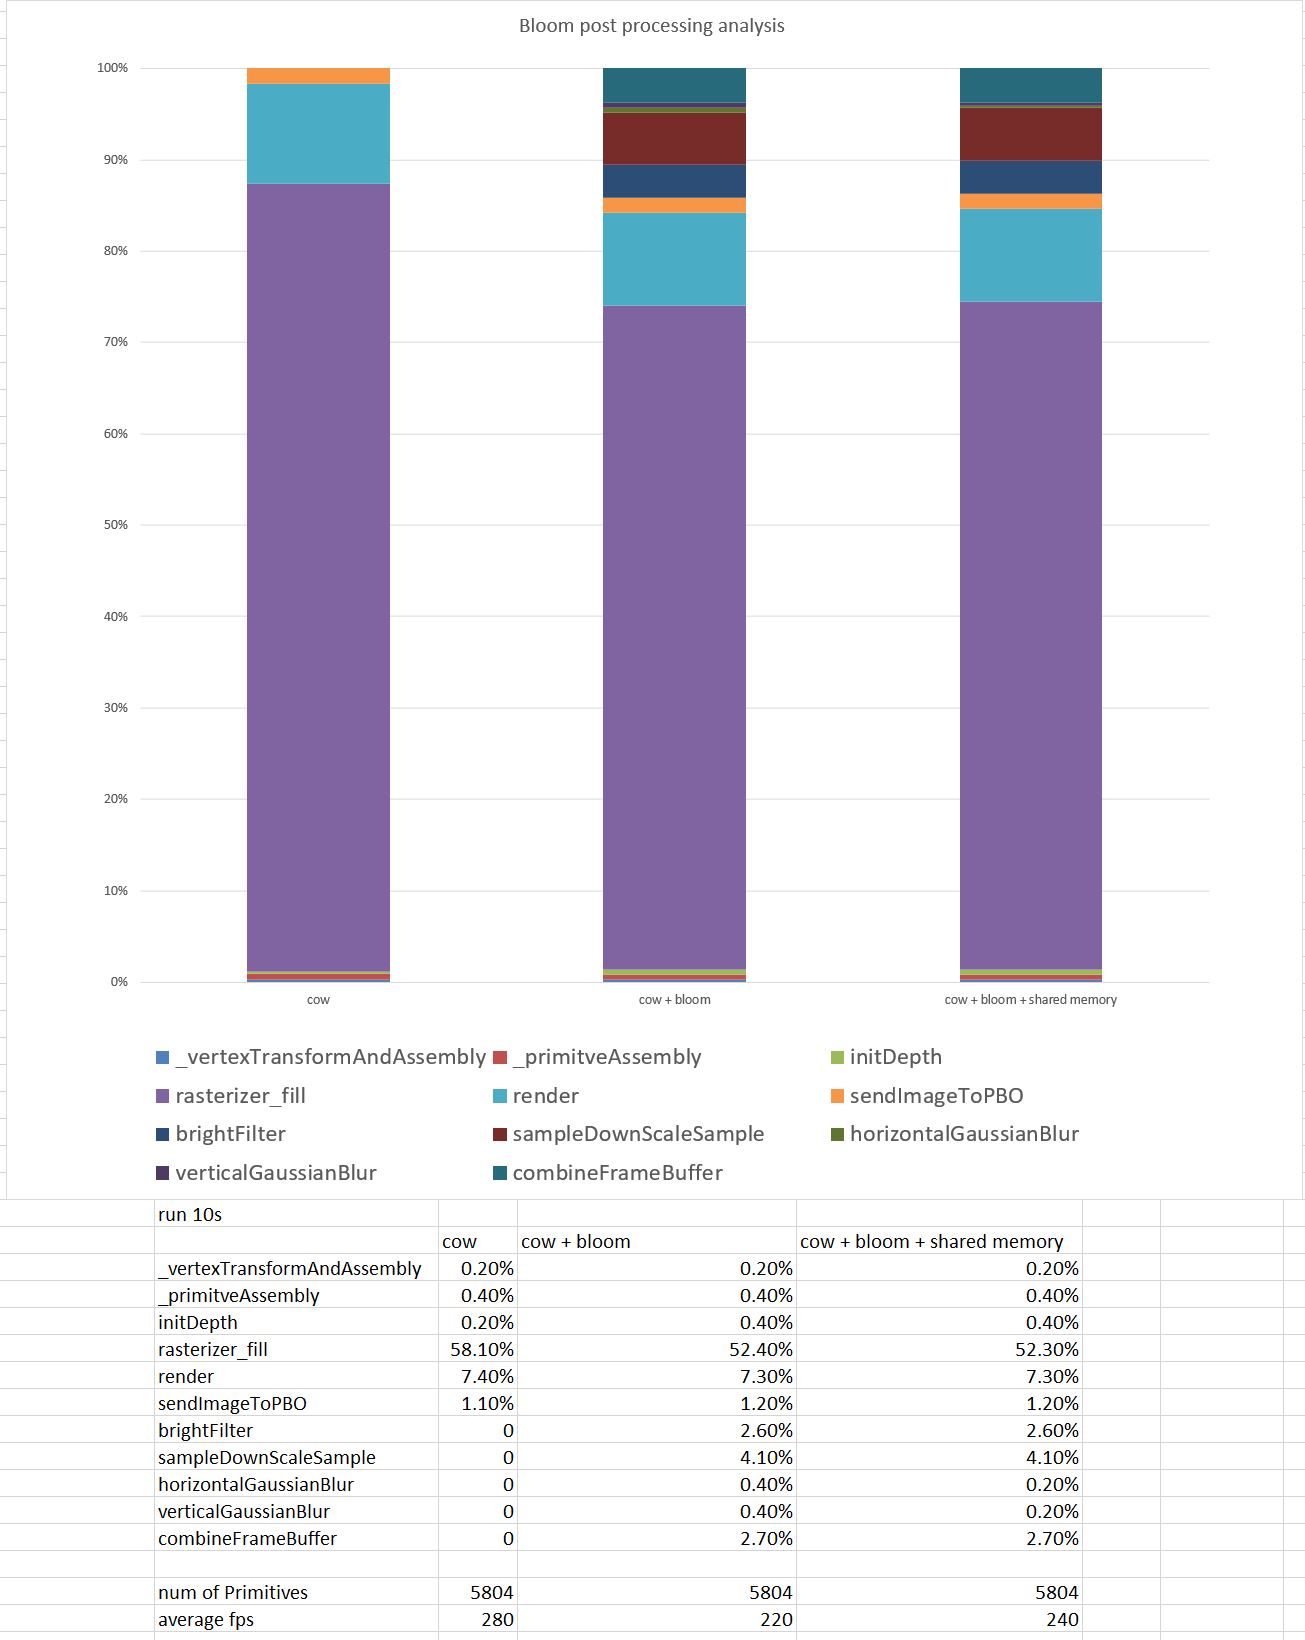 Bloom post processing analysis
100%
90%
80%
70%
60%
50%
40%
30%
20%
10%
0%
cow cow + bloom cow + bloom + shared memory
_vertexTransformAndAssembly _primitveAssembly initDepth
rasterizer_fill render sendImageToPBO
brightFilter sampleDownScaleSample horizontalGaussianBlur
verticalGaussianBlur combineFrameBuffer
run 10s
cow cow + bloom cow + bloom + shared memory
_vertexTransformAndAssembly 0.20% 0.20% 0.20%
_primitveAssembly 0.40% 0.40% 0.40%
initDepth 0.20% 0.40% 0.40%
rasterizer_fill 58.10% 52.40% 52.30%
render 7.40% 7.30% 7.30%
sendImageToPBO 1.10% 1.20% 1.20%
brightFilter 0 2.60% 2.60%
sampleDownScaleSample 0 4.10% 4.10%
horizontalGaussianBlur 0 0.40% 0.20%
verticalGaussianBlur 0 0.40% 0.20%
combineFrameBuffer 0 2.70% 2.70%
num of Primitives 5804 5804 5804
average fps 280 220 240